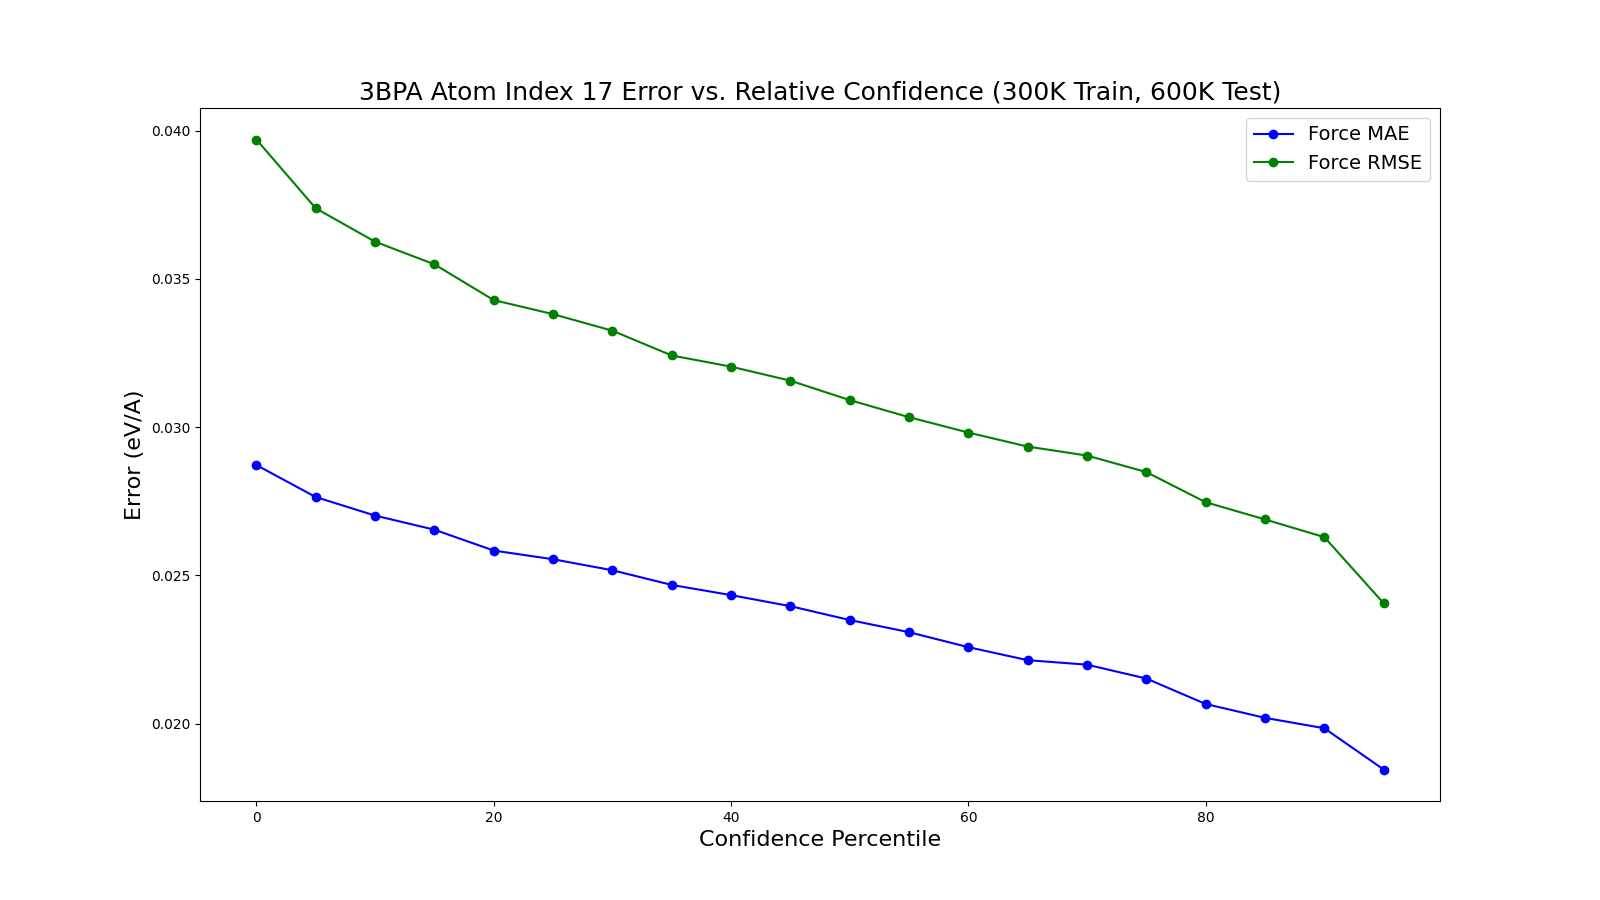 3BPA Atom Index 17 Error vs. Relative Confidence (300K Train, 600K Test)
Force MAE
Force RMSE
0.040
0.035
0.030
0.025
0.020
Error (eV/A)
0 20 40 60 80
Confidence Percentile